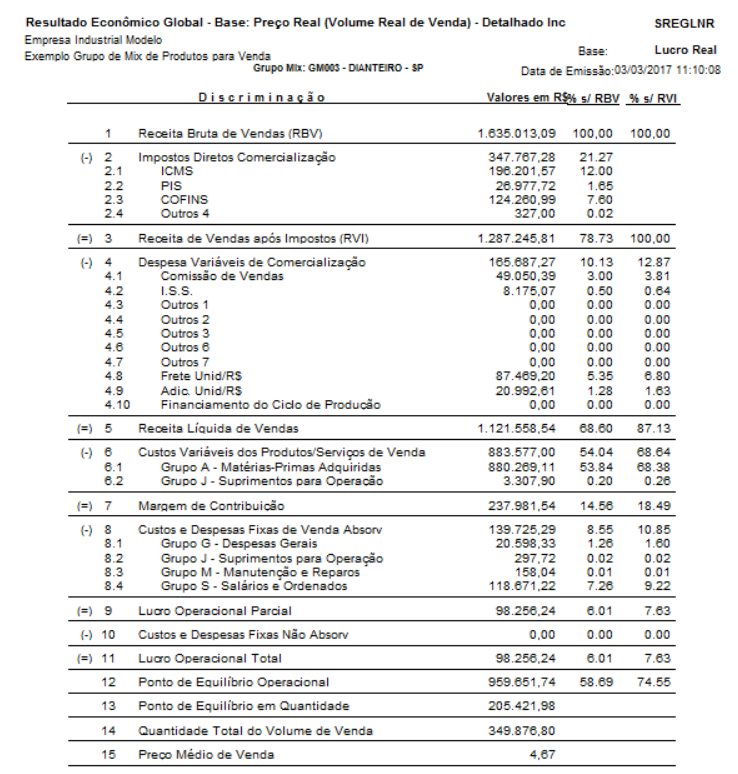 Resultado Econômico Global - Base: Preço Real (Volume Real de Venda) - Detalhado Inc SREGLNR
Empresa Industrial Modelo
Exemplo Grupo de Mix de Produtos para Venda Base: Lucro Real
Grupo Mix: GM003 - DIANTEIRO - SP Data de Emissão:03/03/2017 11:10:08
Discriminação Valores em R$ % s/ RBV % s/ RVI
1 Receita Bruta de Vendas (RBV) 1.635.013,09 100,00 100,00
(-) 2 Impostos Diretos Comercialização 347.767,28 21.27
2.1 ICMS 196.201,57 12.00
2.2 PIS 26.977,72 1.65
2.3 COFINS 124.260,99 7.60
2.4 Outros 4 327,00 0.02
(=) 3 Receita de Vendas após Impostos (RVI) 1.287.245,81 78.73 100,00
(-) 4 Despesa Variáveis de Comercialização 165.687,27 10.13 12.87
4.1 Comissão de Vendas 49.050,39 3.00 3.81
4.2 I.S.S. 8.175,07 0.50 0.64
4.3 Outros 1 0,00 0.00 0.00
4.4 Outros 2 0,00 0.00 0.00
4.5 Outros 3 0,00 0.00 0.00
4.6 Outros 6 0,00 0.00 0.00
4.7 Outros 7 0,00 0.00 0.00
4.8 Frete Unid/R$ 87.469,20 5.35 6.80
4.9 Adic. Unid/R$ 20.992,61 1.28 1.63
4.10 Financiamento do Ciclo de Produção 0,00 0.00 0.00
(=) 5 Receita Líquida de Vendas 1.121.558,54 68.60 87.13
(-) 6 Custos Variáveis dos Produtos/Serviços de Venda 883.577,00 54.04 68.64
6.1 Grupo A - Matérias-Primas Adquiridas 880.269,11 53.84 68.38
6.2 Grupo J - Suprimentos para Operação 3.307,90 0.20 0.26
(=) 7 Margem de Contribuição 237.981,54 14.56 18.49
(-) 8 Custos e Despesas Fixas de Venda Absorv 139.725,29 8.55 10.85
8.1 Grupo G - Despesas Gerais 20.598,33 1.26 1.60
8.2 Grupo J - Suprimentos para Operação 297,72 0.02 0.02
8.3 Grupo M - Manutenção e Reparos 158,04 0.01 0.01
8.4 Grupo S - Salários e Ordenados 118.671,22 7.26 9.22
(=) 9 Lucro Operacional Parcial 98.256,24 6.01 7.63
(-) 10 Custos e Despesas Fixas Não Absorv 0,00 0.00 0.00
(=) 11 Lucro Operacional Total 98.256,24 6.01 7.63
12 Ponto de Equilíbrio Operacional 959.651,74 58.69 74.55
13 Ponto de Equilíbrio em Quantidade 205.421,98
14 Quantidade Total do Volume de Venda 349.876,80
15 Preço Médio de Venda 4,67